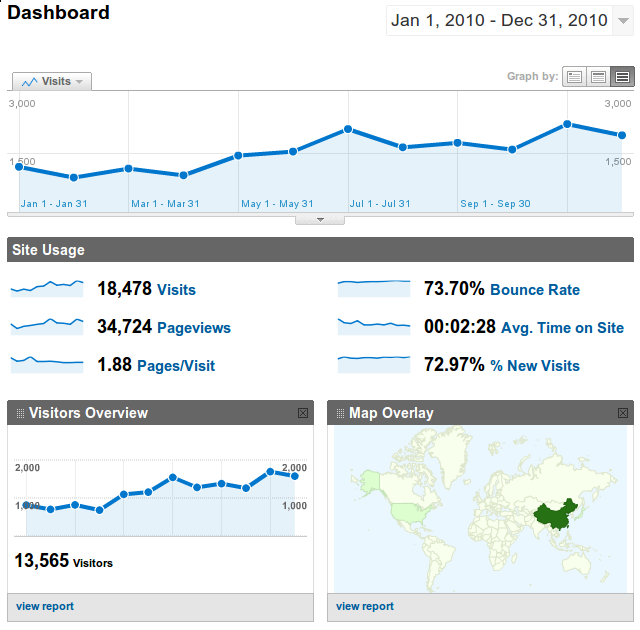 Dashboard
Jan 1, 2010 - Dec 31, 2010
Visits
Graph by:
3,000
3,000
1,500
1,500
Jan 1 - Jan 31
Mar 1 - Mar 31
May 1 - May 31
Jul 1 - Jul 31
Sep 1 - Sep 30
Site Usage
18,478 Visits
73.70% Bounce Rate
34,724 Pageviews
00:02:28 Avg. Time on Site
1.88 Pages/Visit
72.97% % New Visits
Visitors Overview
Map Overlay
2,000
2,000
1,000
1,000
13,565 Visitors
view report
view report